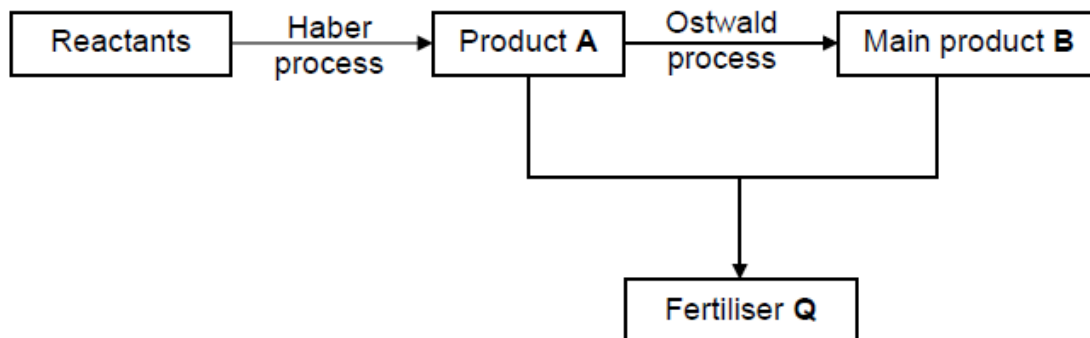 Reactants
Haber
process
Product A
Ostwald
process
Main product B
Fertiliser Q